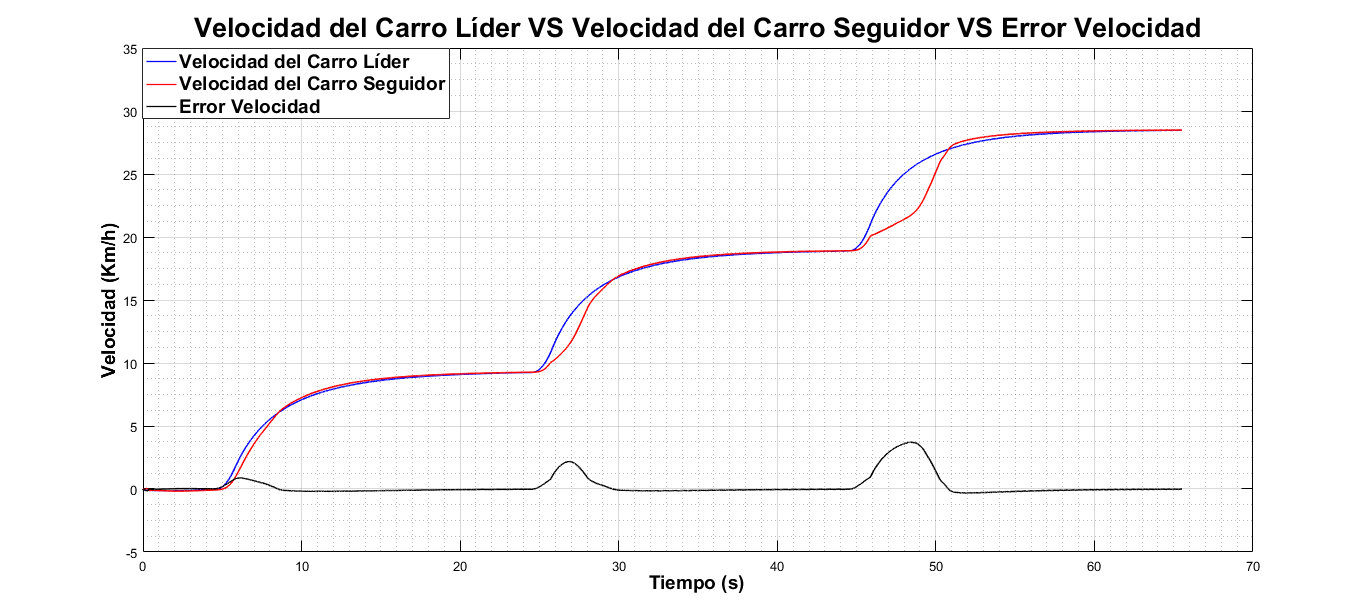 Velocidad del Carro Líder VS Velocidad del Carro Seguidor VS Error Velocidad
Velocidad del Carro Líder
Velocidad del Carro Seguidor
Error Velocidad
Velocidad (Km/h)
35
30
25
20
15
10
5
0
-5
0 10 20 30 40 50 60 70
Tiempo (s)